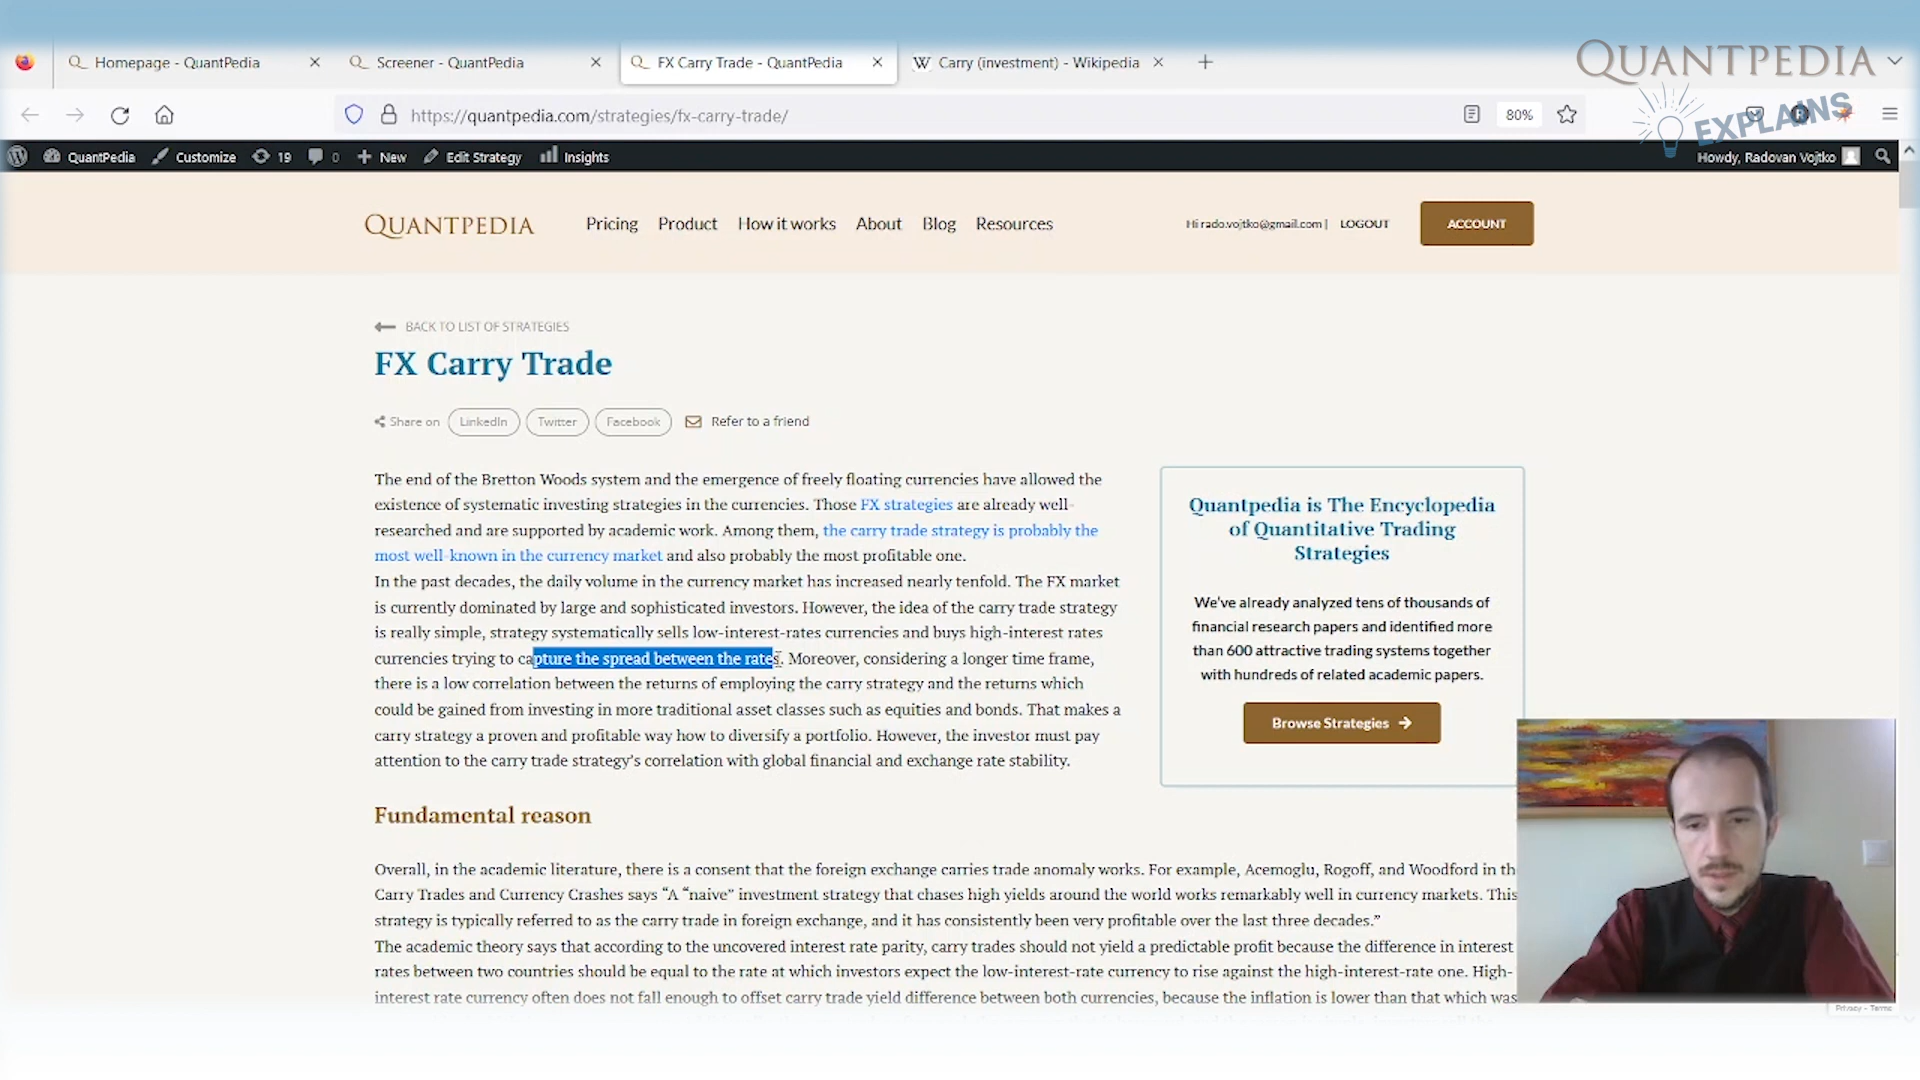 QUANTPEDIA
EXPLAINS
Homepage - QuantPedia
Screener - QuantPedia
FX Carry Trade - QuantPedia
W Carry (investment) - Wikipedia
https://quantpedia.com/strategies/fx-carry-trade/
80%
QuantPedia Customize 19 0 New Edit Strategy Insights Howdy, Radovan Vojtko
QUANTPEDIA Pricing Product How it works About Blog Resources Hi rado.vojtko@gmail.com | LOGOUT ACCOUNT
BACK TO LIST OF STRATEGIES
FX Carry Trade
Share on LinkedIn Twitter Facebook Refer to a friend
The end of the Bretton Woods system and the emergence of freely floating currencies have allowed the
existence of systematic investing strategies in the currencies. Those FX strategies are already well-
researched and are supported by academic work. Among them, the carry trade strategy is probably the
most well-known in the currency market and also probably the most profitable one.
In the past decades, the daily volume in the currency market has increased nearly tenfold. The FX market
is currently dominated by large and sophisticated investors. However, the idea of the carry trade strategy
is really simple, strategy systematically sells low-interest-rates currencies and buys high-interest rates
currencies trying to capture the spread between the rates. Moreover, considering a longer time frame,
there is a low correlation between the returns of employing the carry strategy and the returns which
could be gained from investing in more traditional asset classes such as equities and bonds. That makes a
carry strategy a proven and profitable way how to diversify a portfolio. However, the investor must pay
attention to the carry trade strategy's correlation with global financial and exchange rate stability.
Quantpedia is The Encyclopedia
of Quantitative Trading
Strategies
We've already analyzed tens of thousands of
financial research papers and identified more
than 600 attractive trading systems together
with hundreds of related academic papers.
Browse Strategies
Fundamental reason
Overall, in the academic literature, there is a consent that the foreign exchange carries trade anomaly works. For example, Acemoglu, Rogoff, and Woodford in th
Carry Trades and Currency Crashes says “A “naive” investment strategy that chases high yields around the world works remarkably well in currency markets. This
strategy is typically referred to as the carry trade in foreign exchange, and it has consistently been very profitable over the last three decades.”
The academic theory says that according to the uncovered interest rate parity, carry trades should not yield a predictable profit because the difference in interest
rates between two countries should be equal to the rate at which investors expect the low-interest-rate currency to rise against the high-interest-rate one. High-
interest rate currency often does not fall enough to offset carry trade yield difference between both currencies, because the inflation is lower than that which was
Privacy - Terms